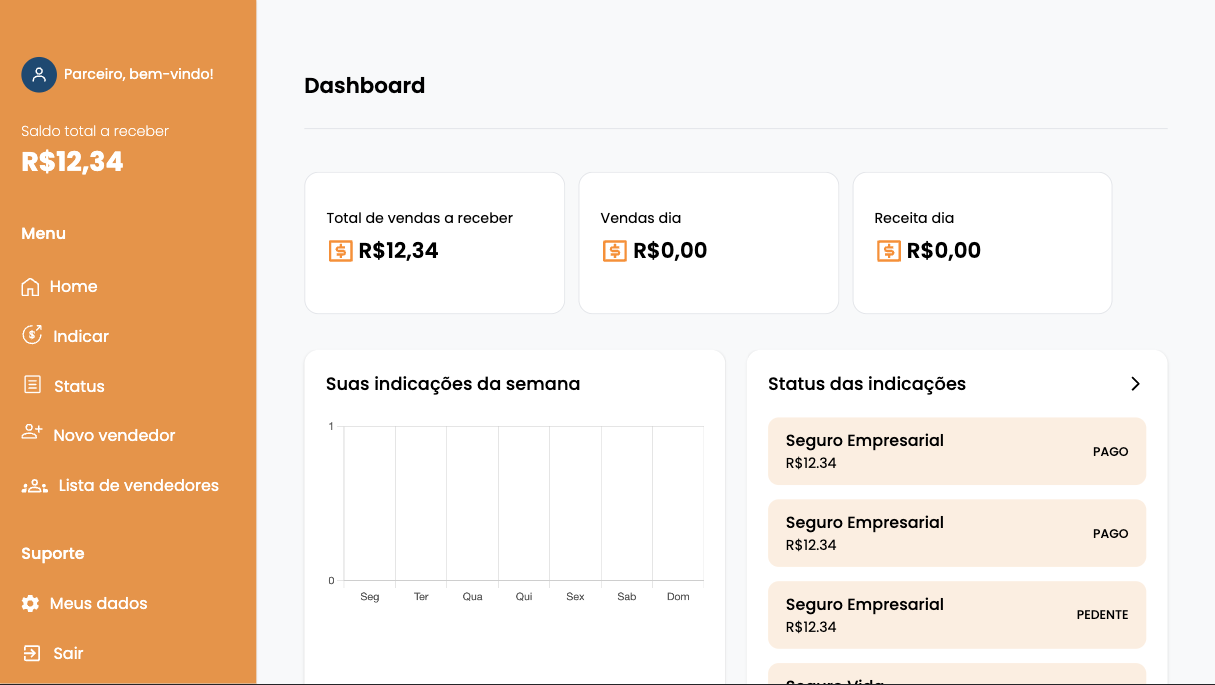 Parceiro, bem-vindo!
Saldo total a receber
R$12,34
Menu
Home
Indicar
Status
Novo vendedor
Lista de vendedores
Suporte
Meus dados
Sair
Dashboard
Total de vendas a receber
R$12,34
Vendas dia
R$0,00
Receita dia
R$0,00
Suas indicações da semana
1
0
Seg Ter Qua Qui Sex Sab Dom
Status das indicações
Seguro Empresarial
R$12.34
PAGO
Seguro Empresarial
R$12.34
PAGO
Seguro Empresarial
R$12.34
PEDENTE
Seguro Vida